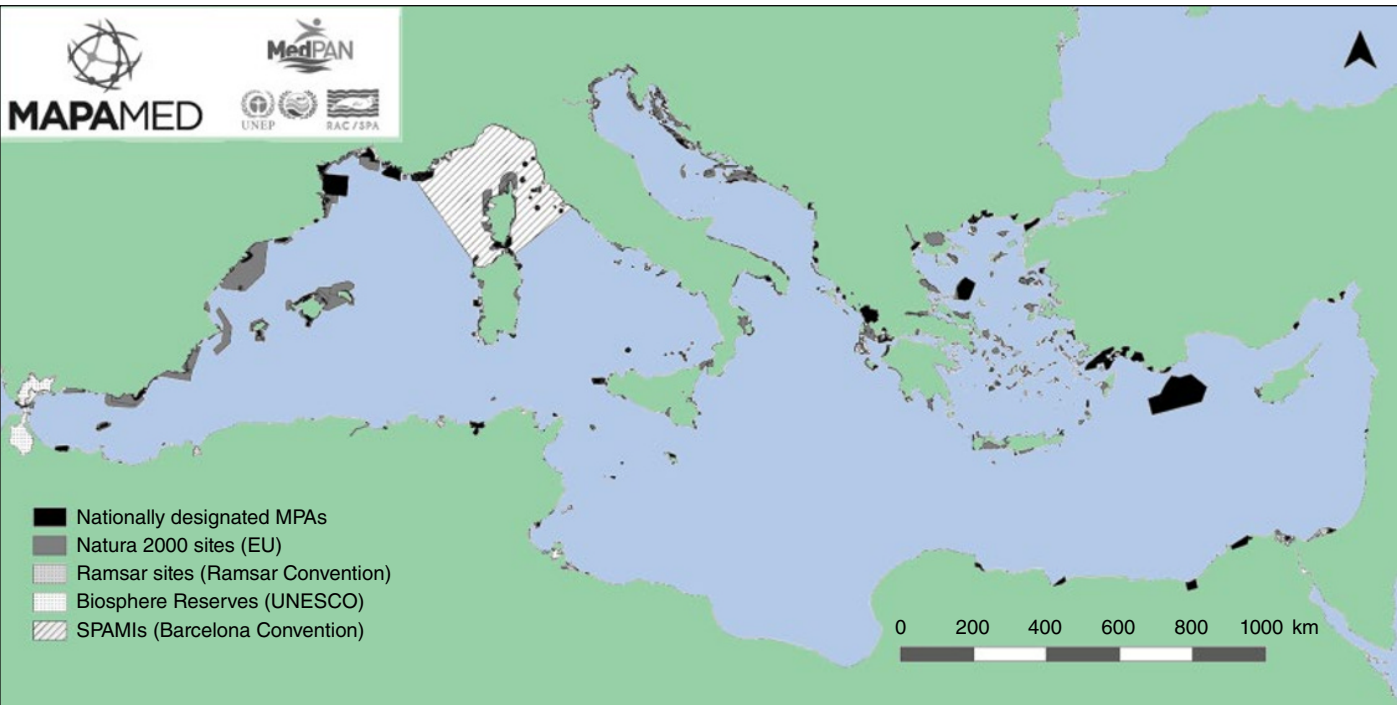 MAPAMED
MedPAN
UNEP
RAC/SPA
Nationally designated MPAs
Natura 2000 sites (EU)
Ramsar sites (Ramsar Convention)
Biosphere Reserves (UNESCO)
SPAMIs (Barcelona Convention)
0 200 400 600 800 1000 km